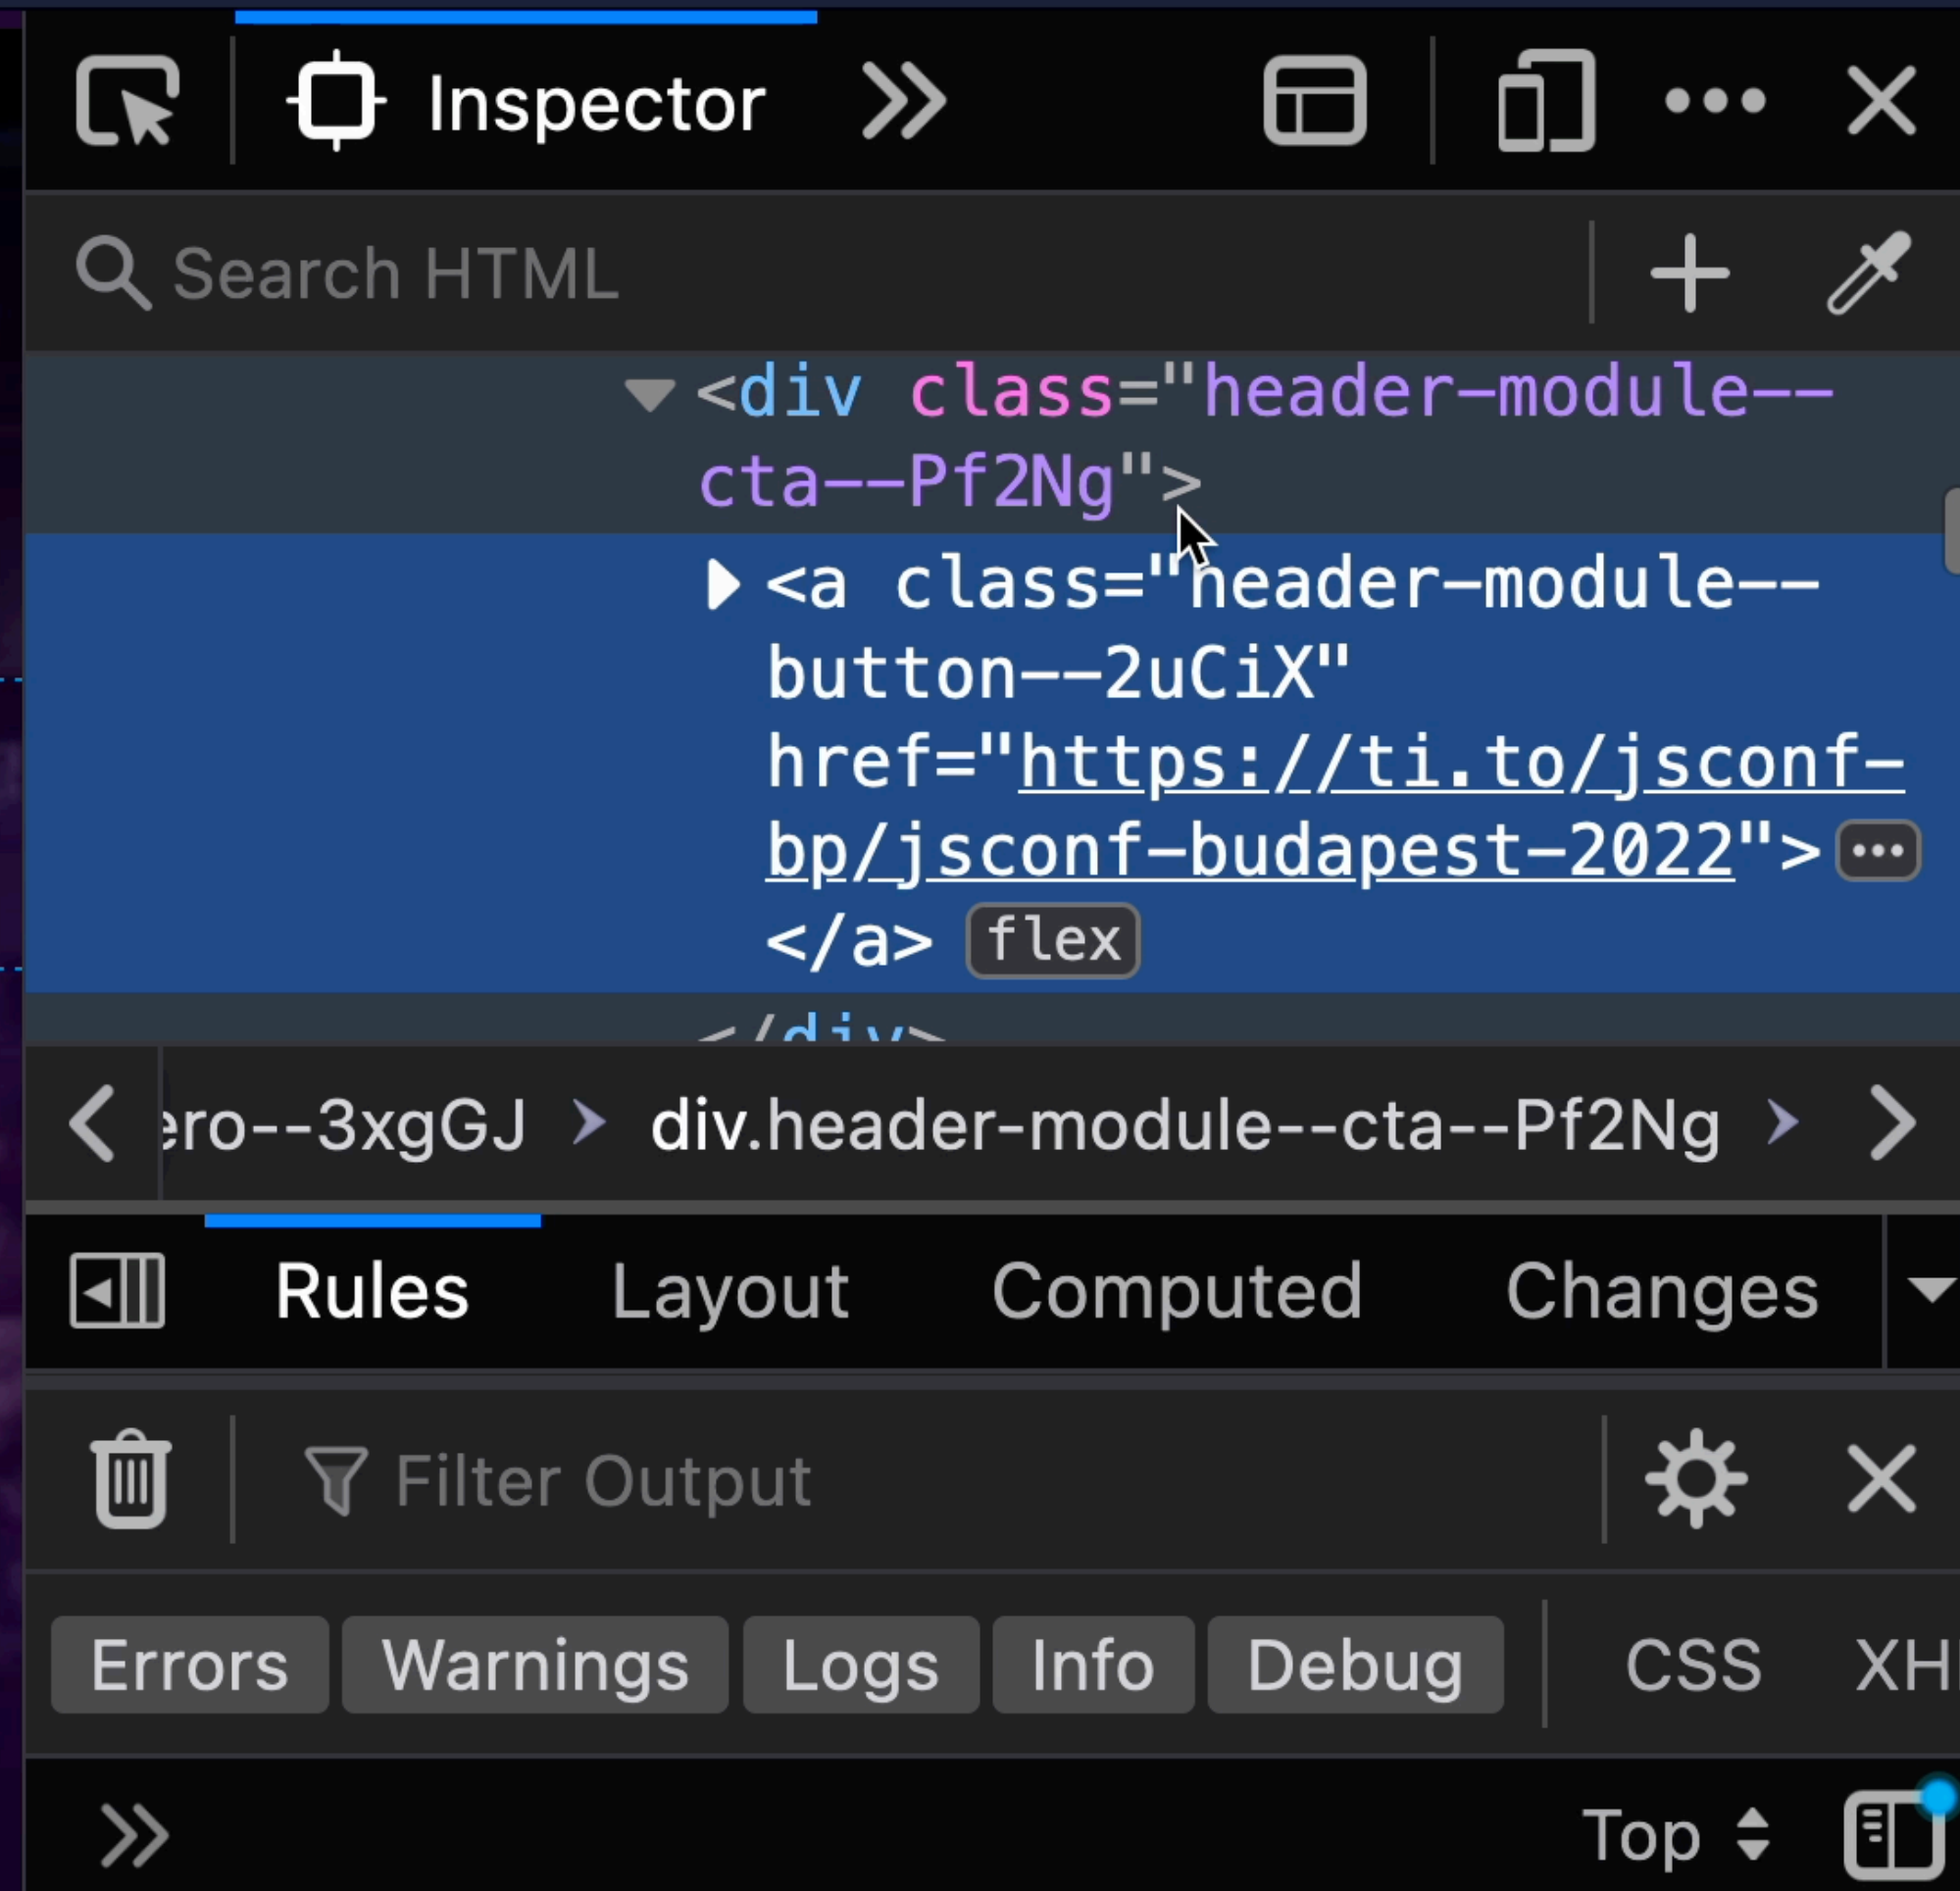 Inspector
Search HTML
<div class="header-module--
cta--Pf2Ng">
<a class="header-module--
button--2uCiX"
href="https://ti.to/jsconf-
bp/jsconf-budapest-2022">
</a> flex
</div>
ero--3xgGJ div.header-module--cta--Pf2Ng
Rules Layout Computed Changes
Filter Output
Errors Warnings Logs Info Debug CSS XH
Top